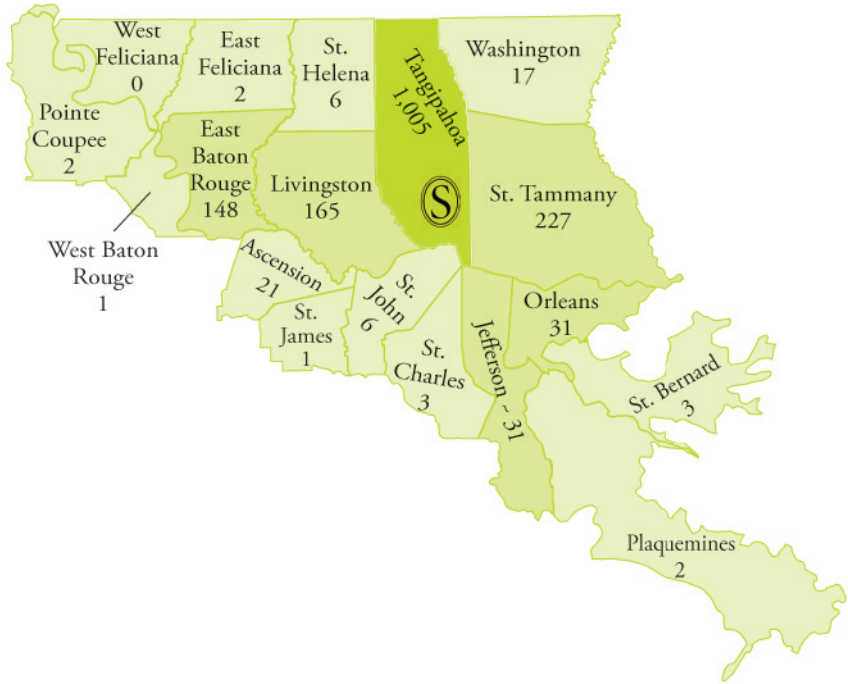 West
Feliciana
0
East
Feliciana
2
St.
Helena
6
Tangipahoa
1,005
Washington
17
Pointe
Coupee
2
East
Baton
Rouge
148
Livingston
165
S
St. Tammany
227
West Baton
Rouge
1
Ascension
21
St.
John
6
Orleans
31
St.
James
1
St.
Charles
3
Jefferson ~ 31
St. Bernard
3
Plaquemines
2